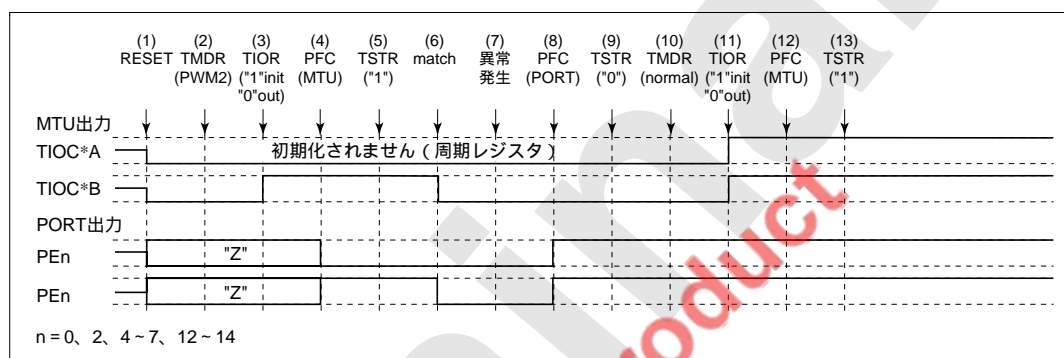 (1) (2) (3) (4) (5) (6) (7) (8) (9) (10) (11) (12) (13)
RESET TMDR TIOR PFC TSTR match 異常 PFC TSTR TMDR TIOR PFC TSTR
(PWM2) ("1"init (MTU) ("1") 発生 (PORT) ("0") (normal) ("1"init (MTU) ("1")
"0"out) "0"out)
MTU出力
TIOC*A 初期化されません（周期レジスタ）
TIOC*B
PORT出力
PEn "Z"
PEn "Z"
n = 0、2、4 ~ 7、12 ~ 14
roduct